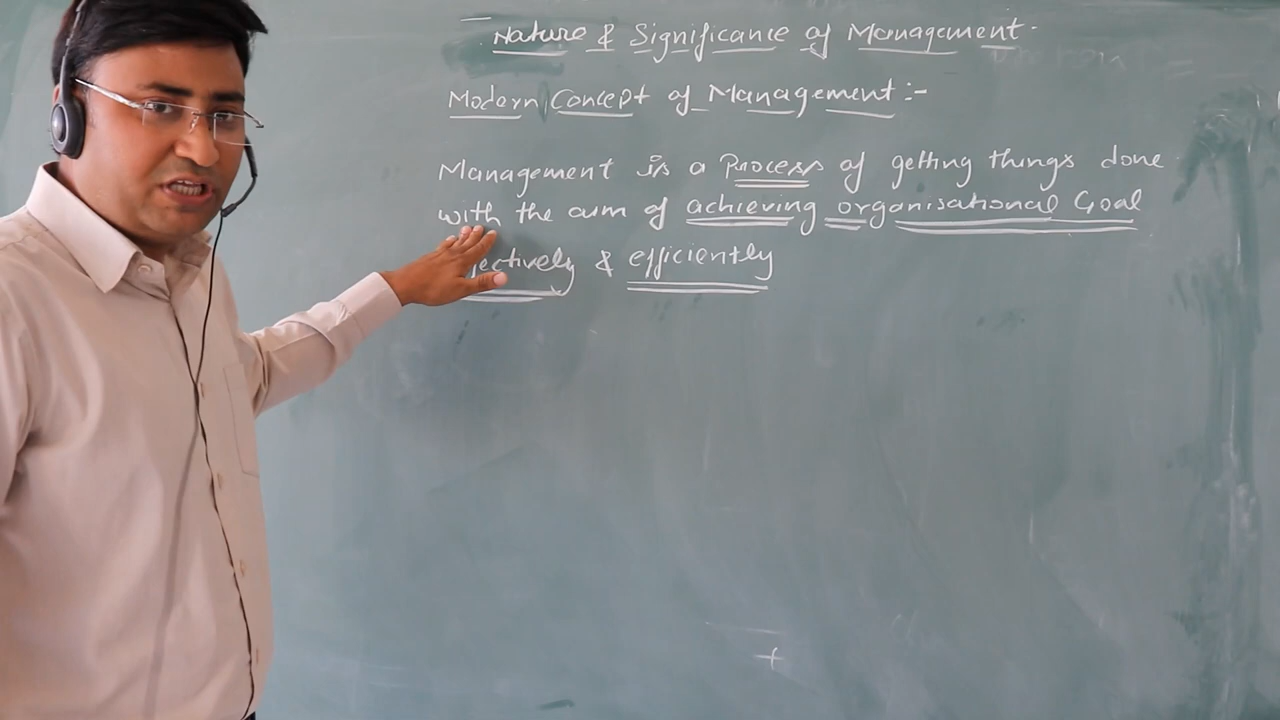 Nature & Significance of Management.
Modern Concept of Management :-
Management is a Process of getting things done
with the aim of achieving organisational Goal
& efficiently